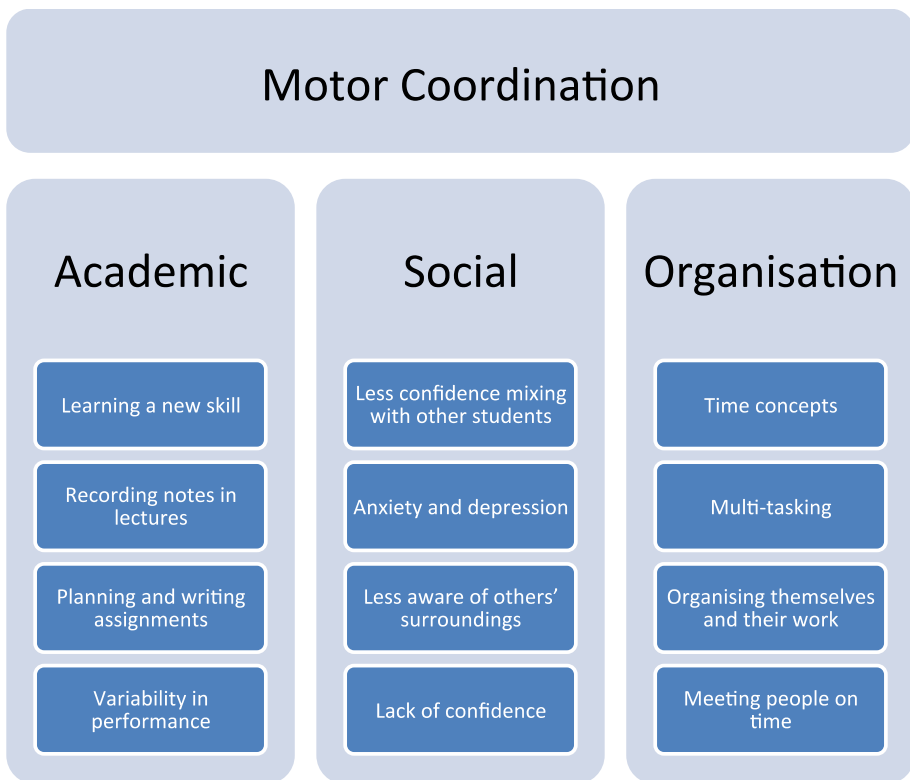 Motor Coordination
Academic
Learning a new skill
Recording notes in
lectures
Planning and writing
assignments
Variability in
performance
Social
Less confidence mixing
with other students
Anxiety and depression
Less aware of others’
surroundings
Lack of confidence
Organisation
Time concepts
Multi-tasking
Organising themselves
and their work
Meeting people on
time